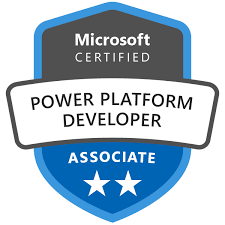 Microsoft
CERTIFIED
POWER PLATFORM
DEVELOPER
ASSOCIATE